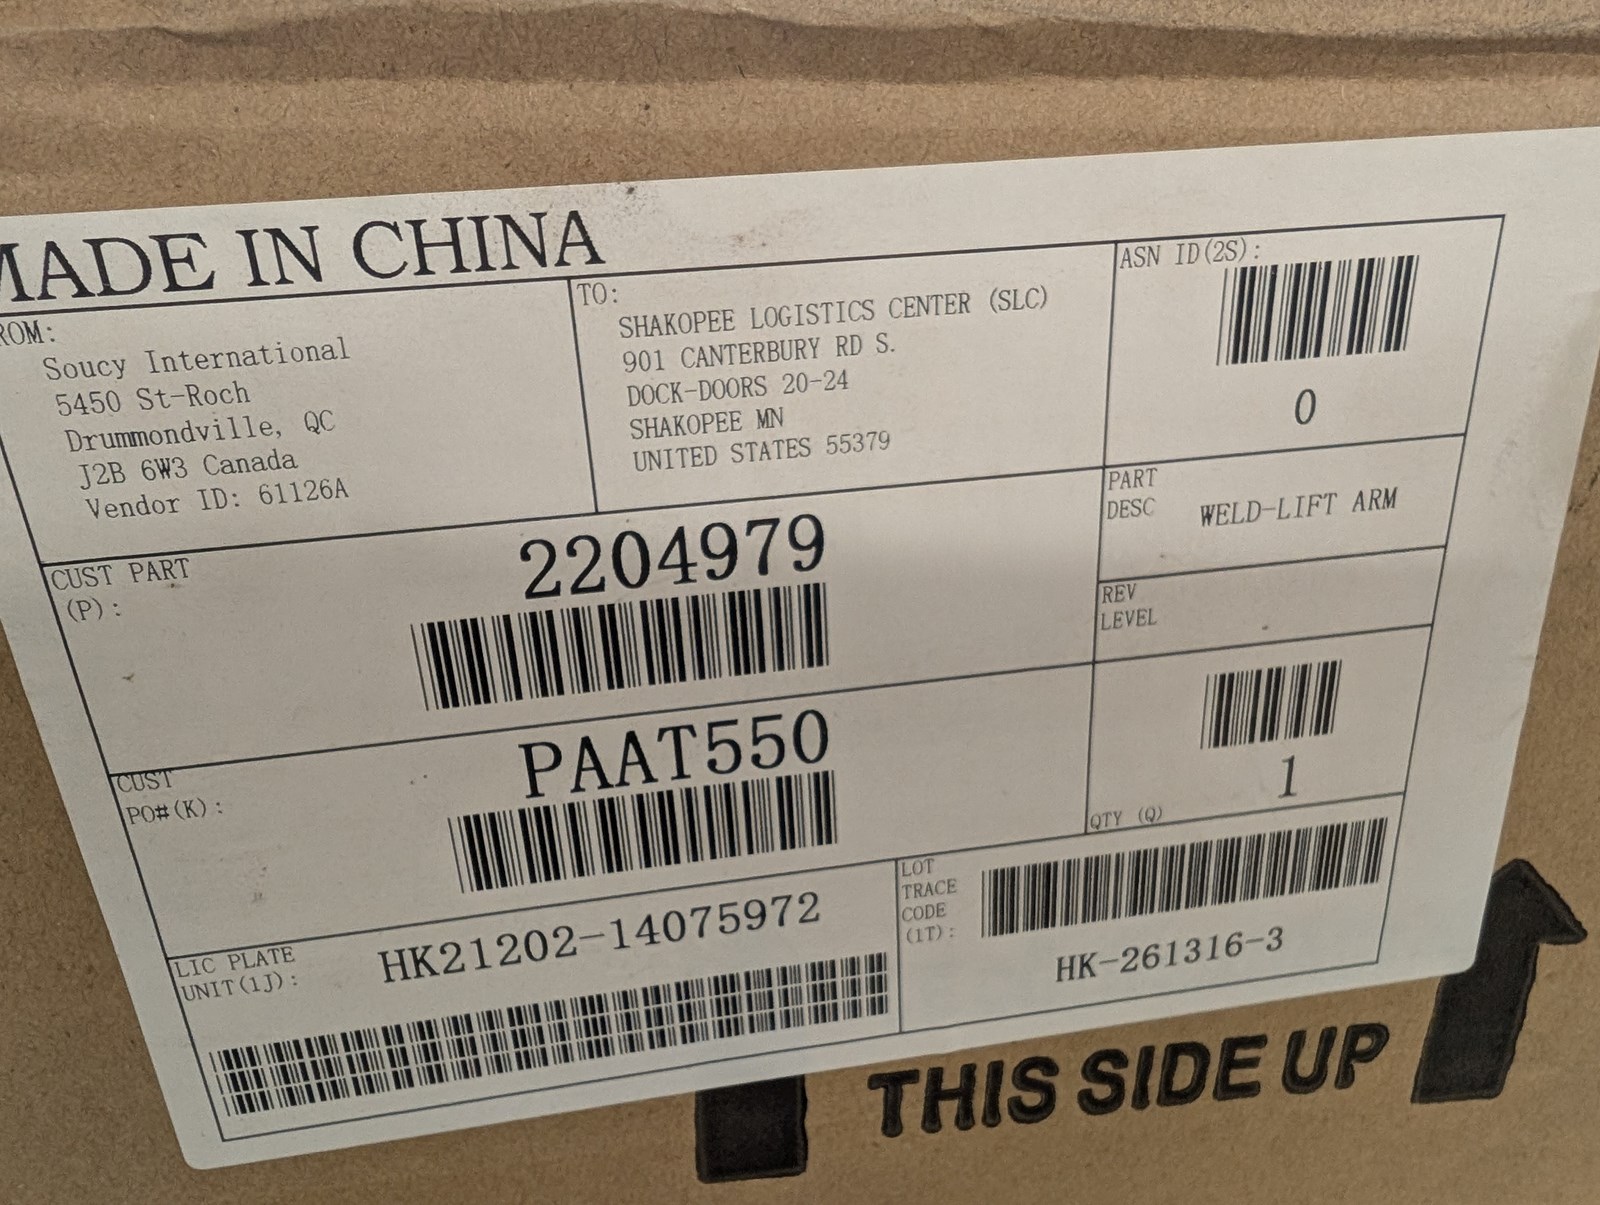 MADE IN CHINA
FROM:
Soucy International
5450 St-Roch
Drummondville, QC
J2B 6W3 Canada
Vendor ID: 61126A
TO:
SHAKOPEE LOGISTICS CENTER (SLC)
901 CANTERBURY RD S.
DOCK-DOORS 20-24
SHAKOPEE MN
UNITED STATES 55379
ASN ID(2S):
0
PART
DESC
WELD-LIFT ARM
REV
LEVEL
CUST PART
(P):
2204979
CUST
PO#(K):
PAAT550
1
QTY (Q)
LIC PLATE
UNIT(1J):
HK21202-14075972
LOT
TRACE
CODE
(1T):
HK-261316-3
THIS SIDE UP